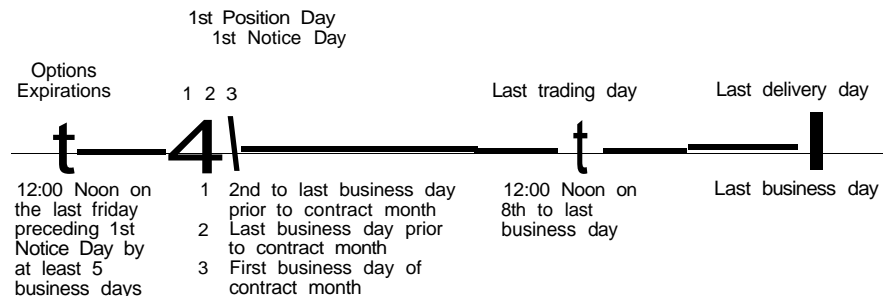 1st Position Day
1st Notice Day
Options
Expirations
1 2 3
Last trading day
Last delivery day
t
4\
t
12:00 Noon on
the last friday
preceding 1st
Notice Day by
at least 5
business days
1 2nd to last business day
prior to contract month
2 Last business day prior
to contract month
3 First business day of
contract month
12:00 Noon on
8th to last
business day
Last business day